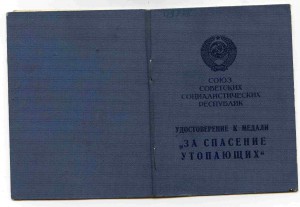 СОЮЗ
СОВЕТСКИХ
СОЦИАЛИСТИЧЕСКИХ
РЕСПУБЛИК
УДОСТОВЕРЕНИЕ К МЕДАЛИ
„ЗА СПАСЕНИЕ
УТОПАЮЩИХ“